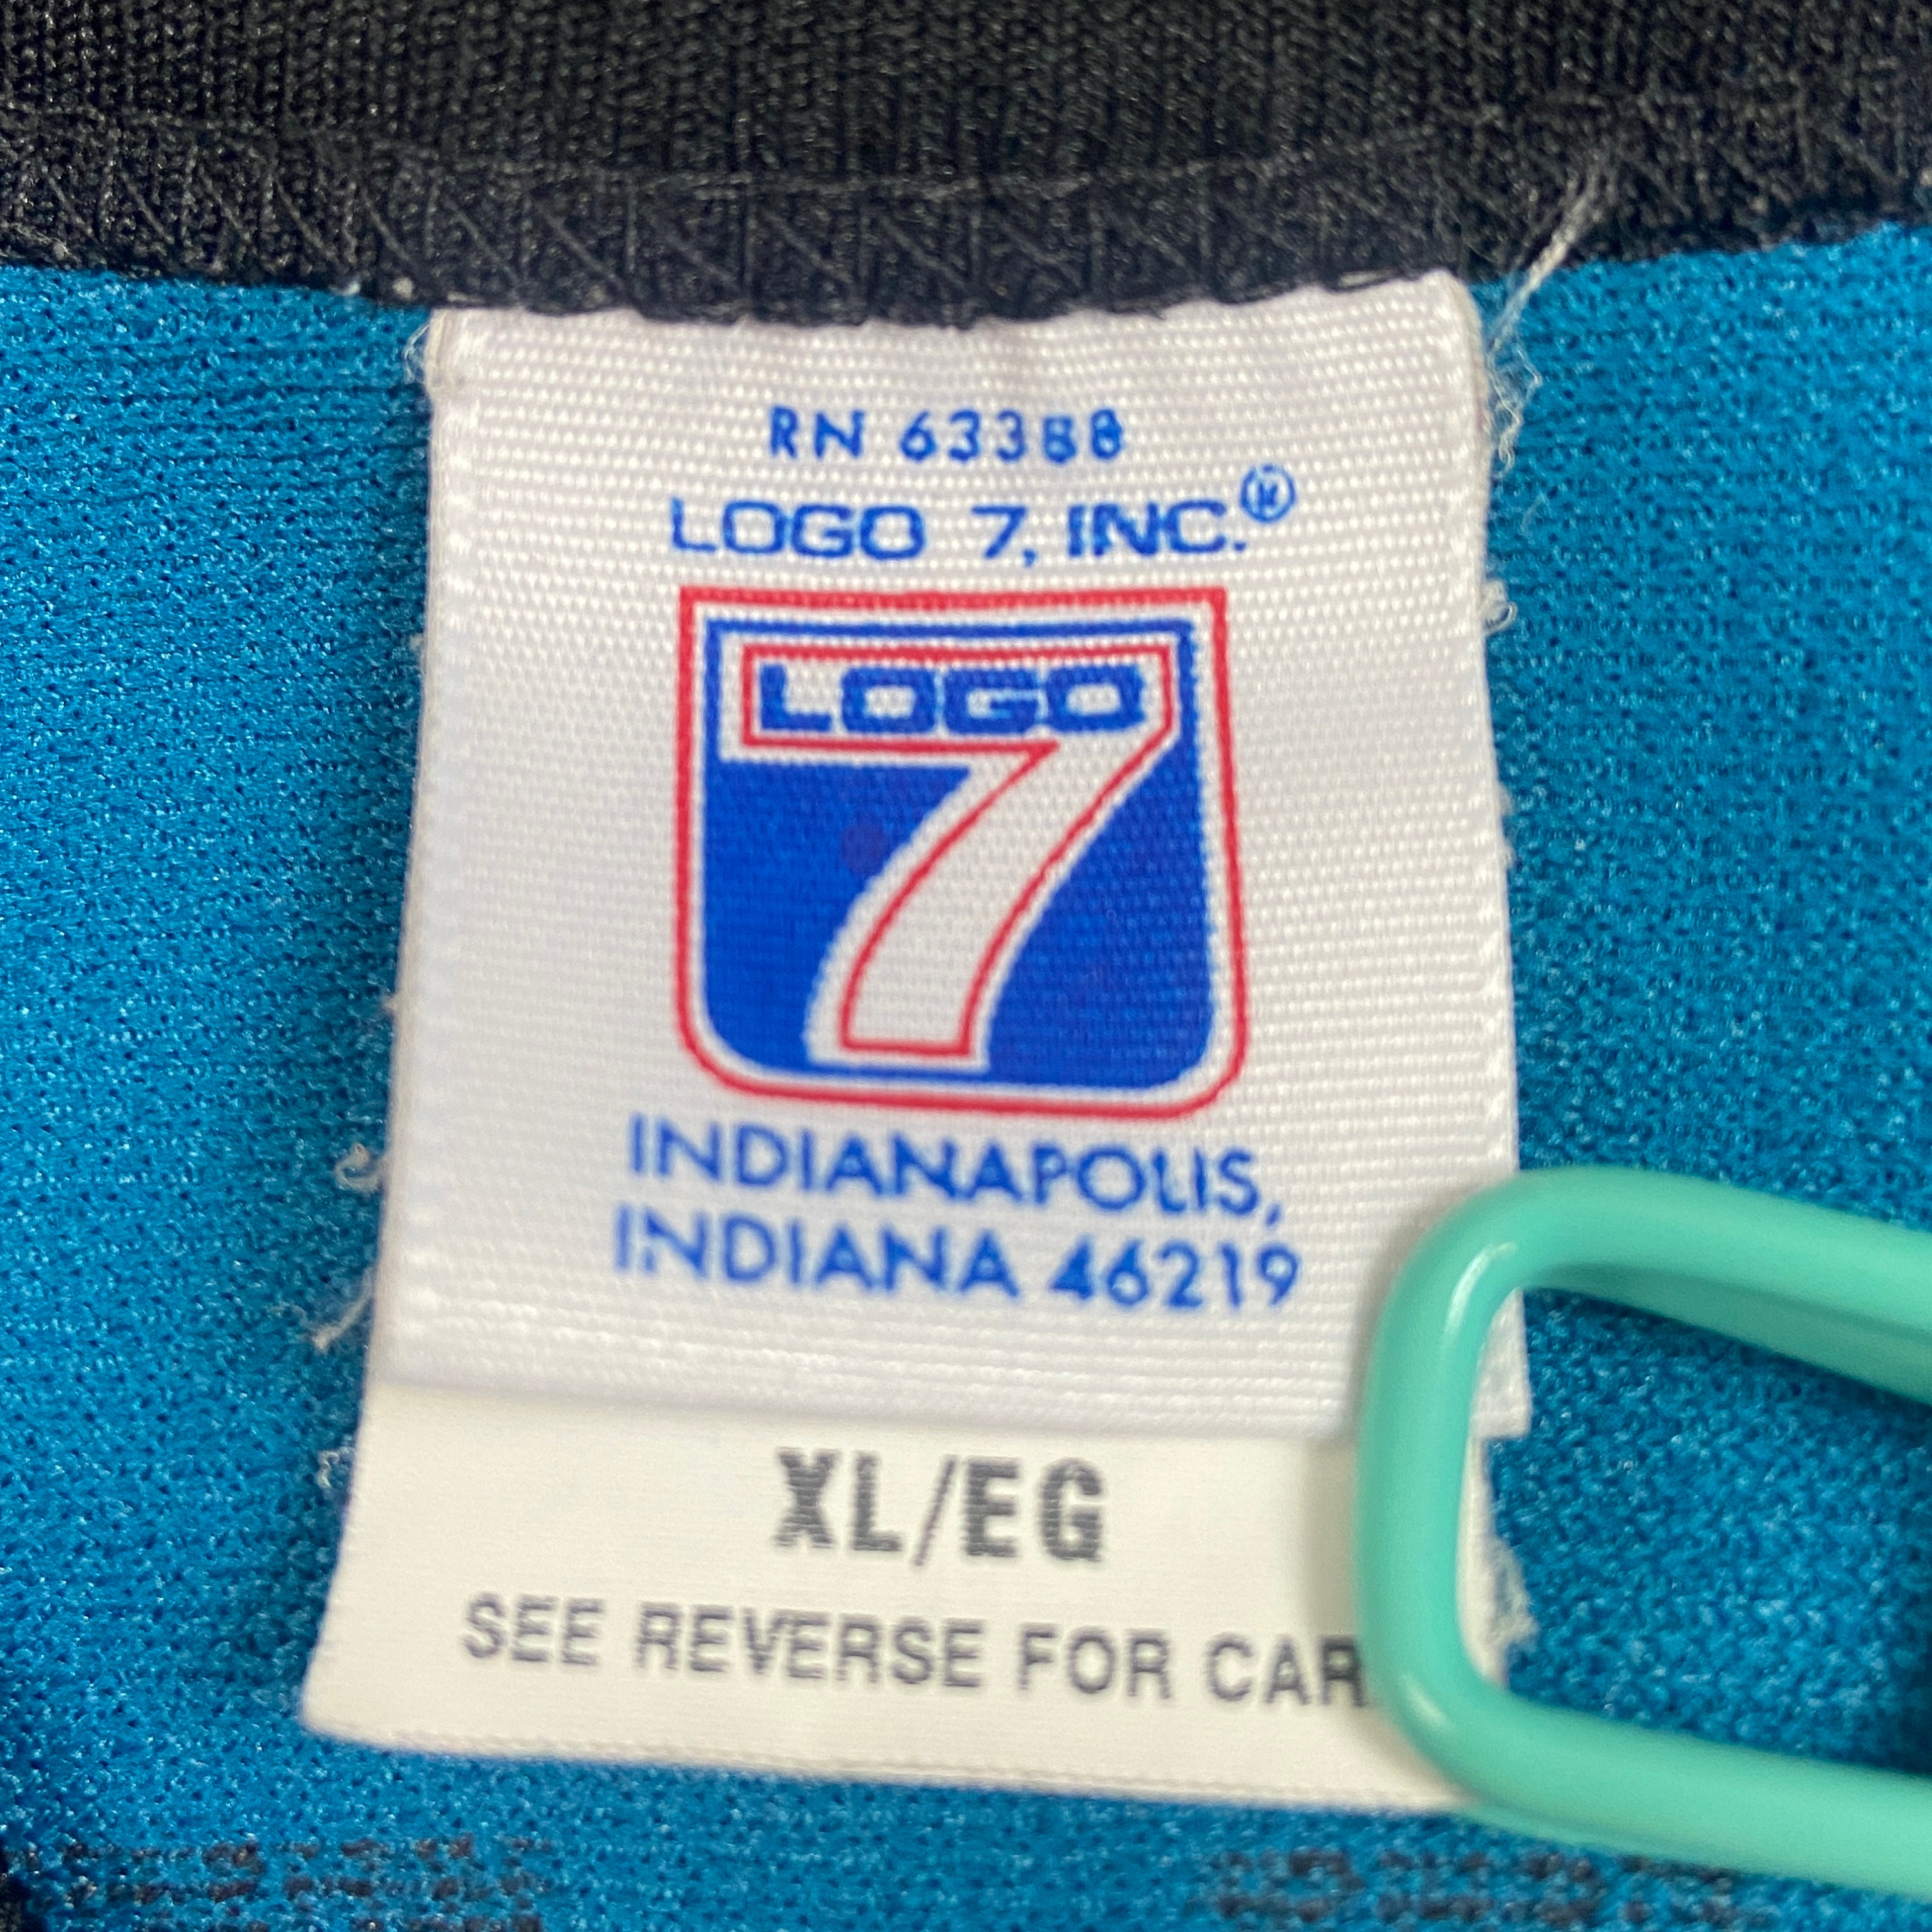 RN 63388
LOGO 7, INC.®
LOGO
7
INDIANAPOLIS,
INDIANA 46219
XL/EG
SEE REVERSE FOR CAR